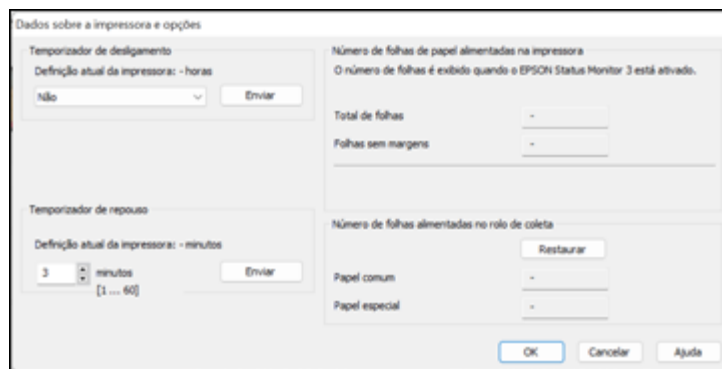 Dados sobre a impressora e opções
Temporizador de desligamento
Definição atual da impressora: - horas
Não
Enviar
Temporizador de repouso
Definição atual da impressora: - minutos
3
minutos
[1 ... 60]
Enviar
Número de folhas de papel alimentadas na impressora
O número de folhas é exibido quando o EPSON Status Monitor 3 está ativado.
Total de folhas
-
Folhas sem margens
-
Número de folhas alimentadas no rolo de coleta
Restaurar
Papel comum
-
Papel especial
-
OK
Cancelar
Ajuda